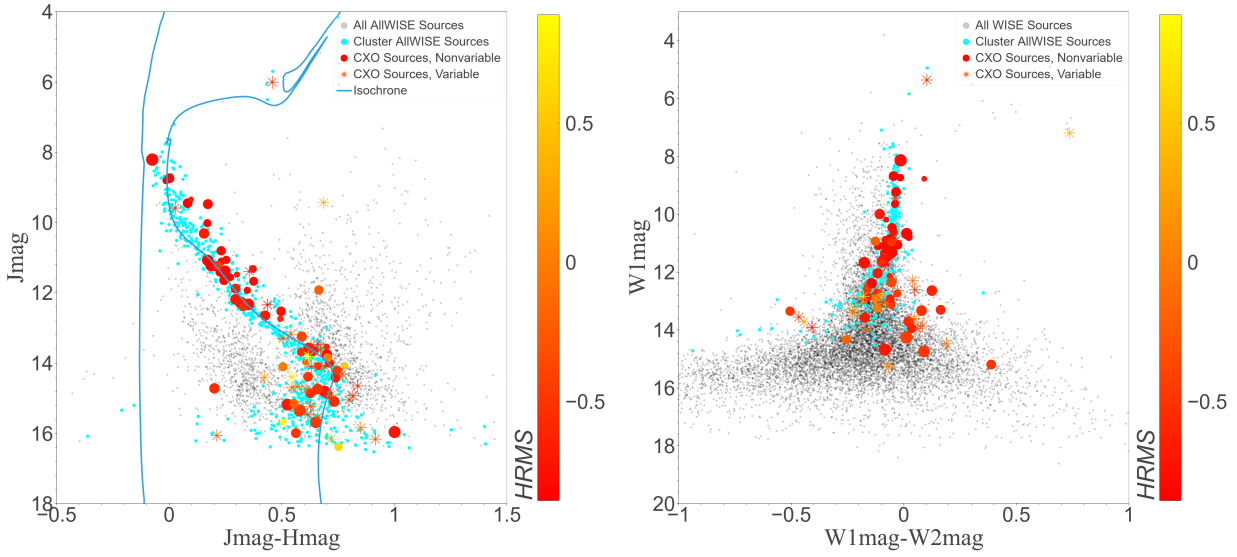 4
6
8
10
12
14
16
18
Jmag
−0.5
0
0.5
1
1.5
Jmag-Hmag
All AllWISE Sources
Cluster AllWISE Sources
CXO Sources, Nonvariable
CXO Sources, Variable
Isochrone
0.5
0
−0.5
HRMS
4
6
8
10
12
14
16
18
20
W1mag
−1
−0.5
0
0.5
1
W1mag-W2mag
All WISE Sources
Cluster AllWISE Sources
CXO Sources, Nonvariable
CXO Sources, Variable
0.5
0
−0.5
HRMS